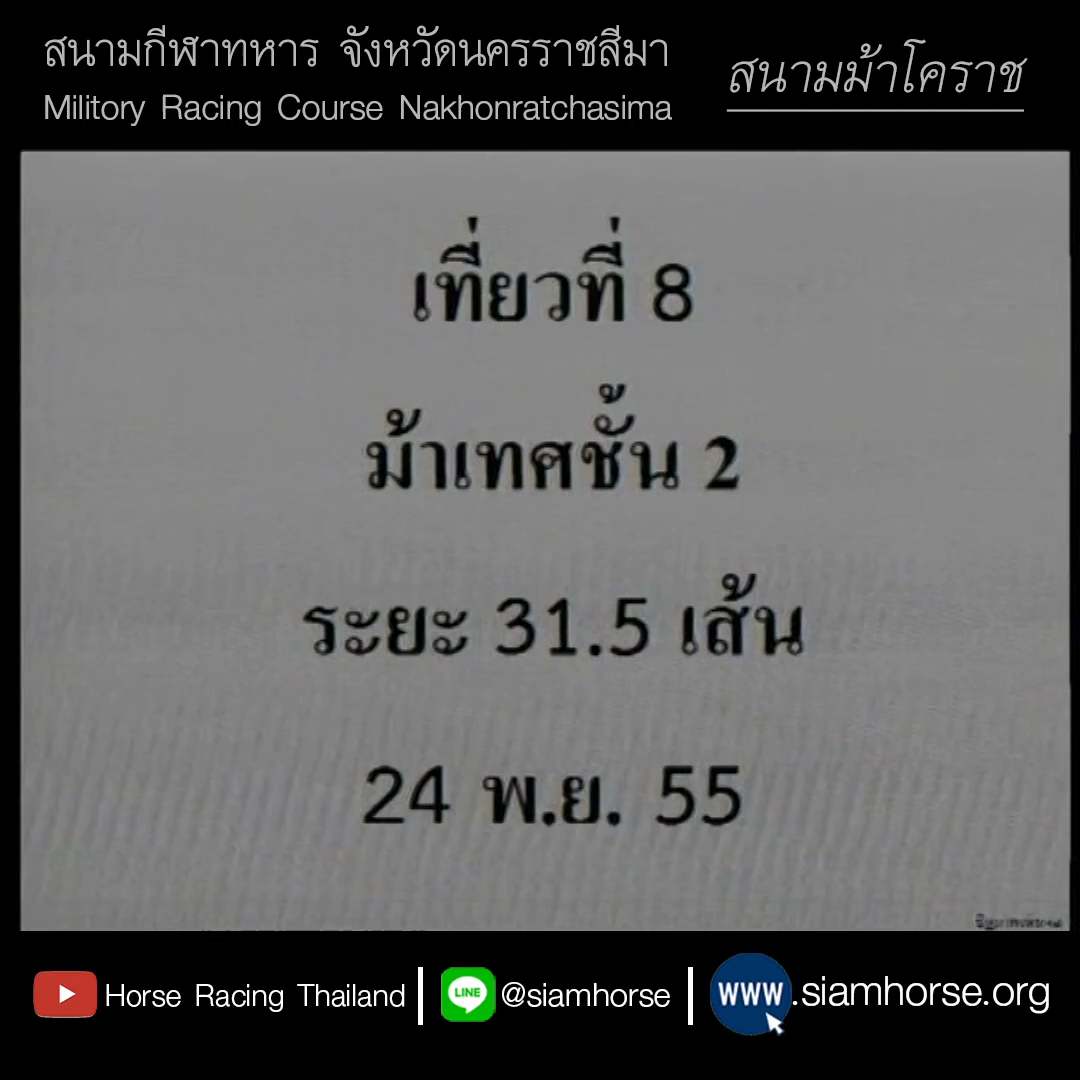 สนามกีฬาทหาร จังหวัดนครราชสีมา
Militory Racing Course Nakhonratchasima
สนามม้าโคราช
เที่ยวที่ 8
ม้าเทศชั้น 2
ระยะ 31.5 เส้น
24 พ.ย. 55
Horse Racing Thailand
LINE @siamhorse
www.siamhorse.org